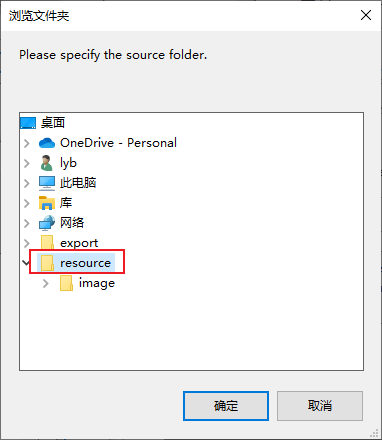 浏览文件夹
Please specify the source folder.
桌面
OneDrive - Personal
lyb
此电脑
库
网络
export
resource
image
确定
取消